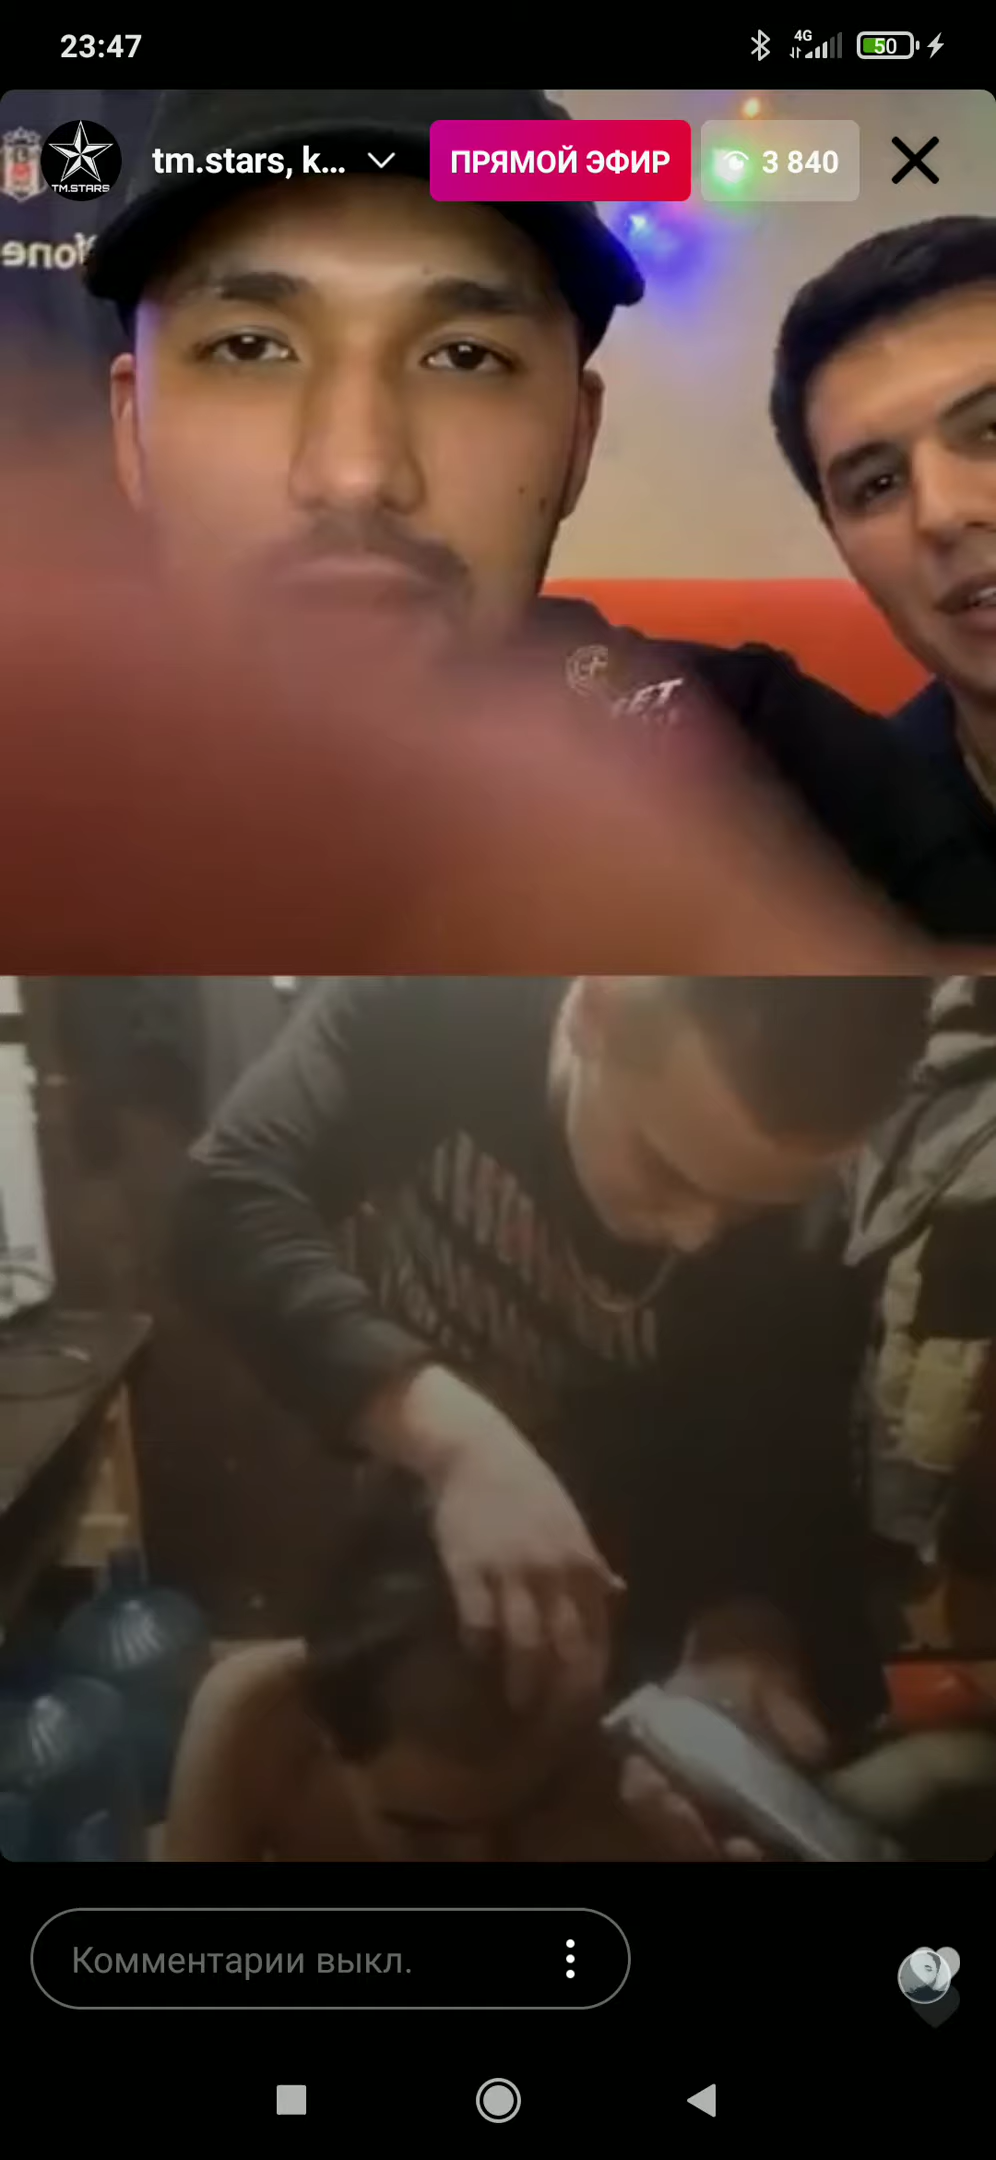 23:47
4G
50
TM.STARS
tm.stars, k...
ПРЯМОЙ ЭФИР
3 840
Комментарии выкл.